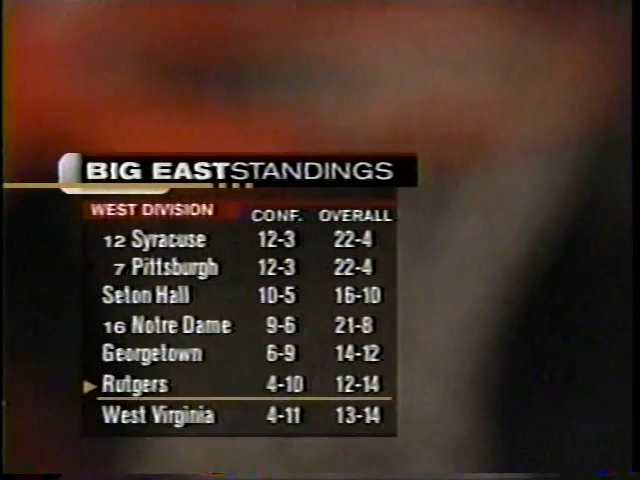 BIG EAST STANDINGS
WEST DIVISION CONF. OVERALL
12 Syracuse 12-3 22-4
7 Pittsburgh 12-3 22-4
Seton Hall 10-5 16-10
16 Notre Dame 9-6 21-8
Georgetown 6-9 14-12
Rutgers 4-10 12-14
West Virginia 4-11 13-14